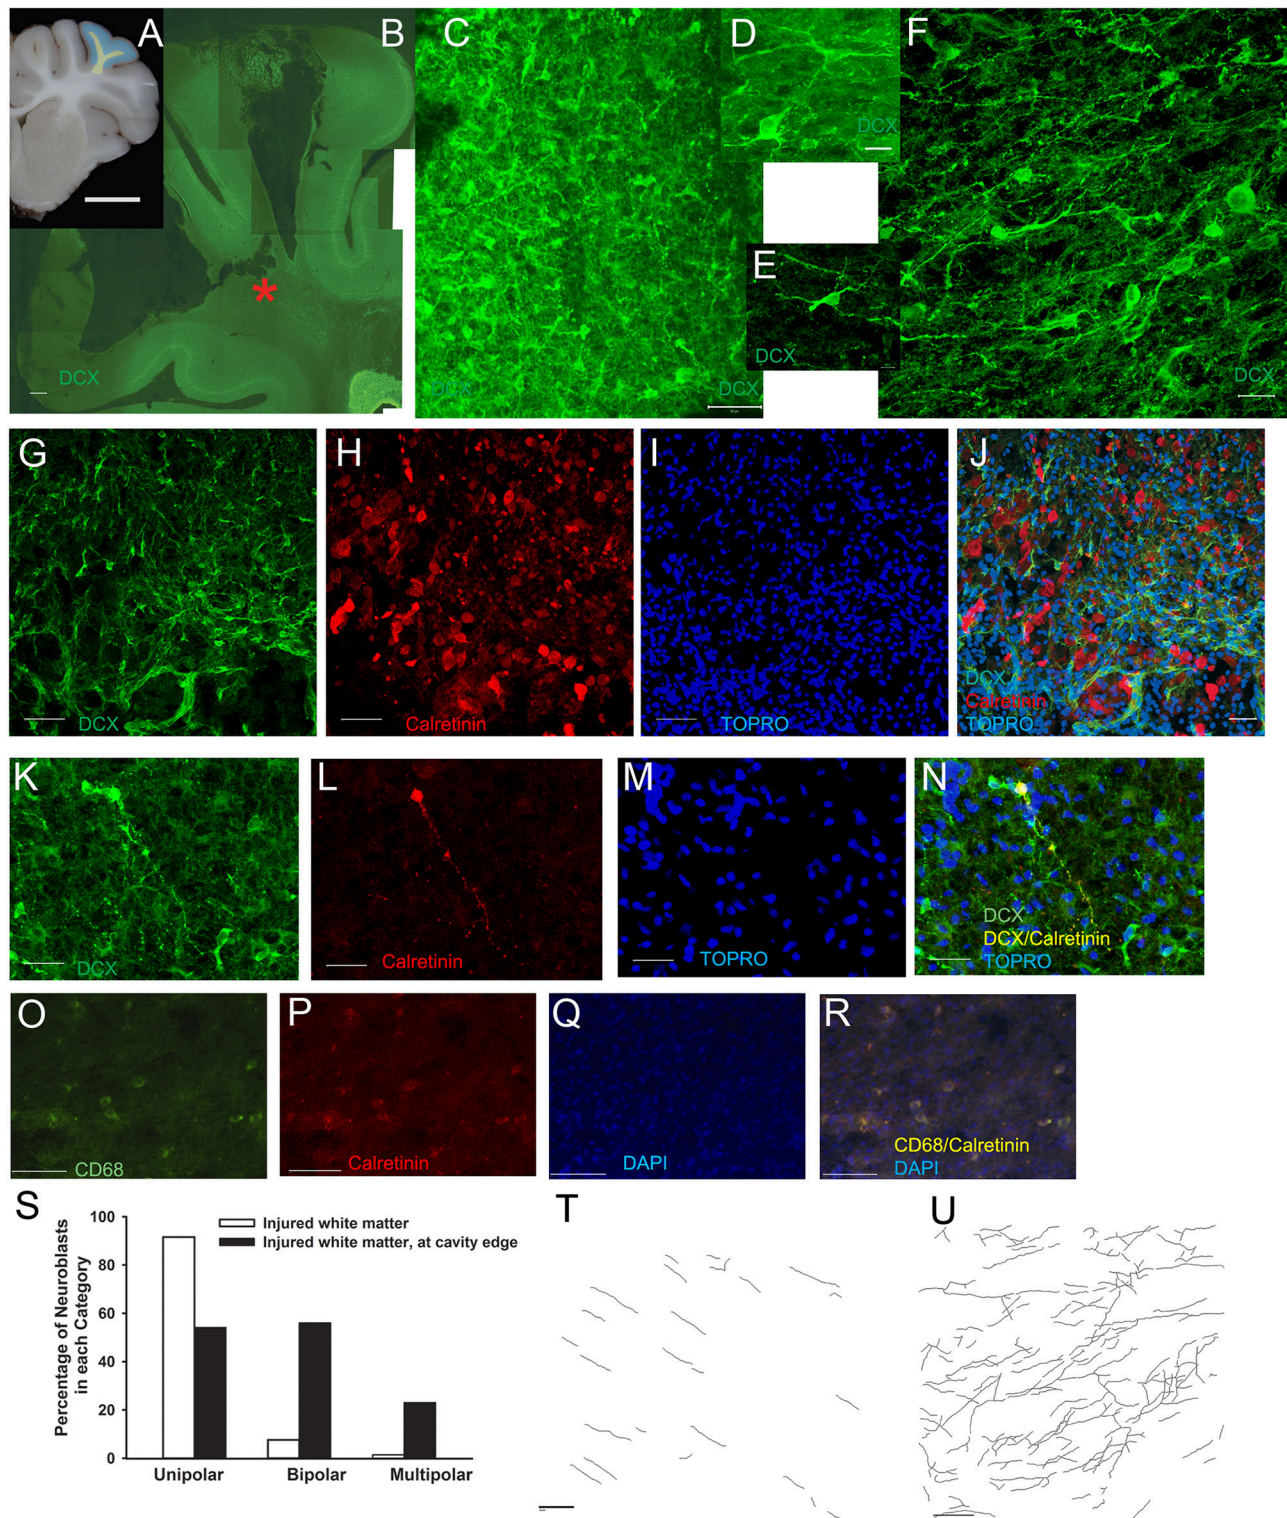 A
B
DCX
C
DCX
DCX
D
DCX
E
DCX
F
DCX
G
DCX
H
Calretinin
I
TOPRO
J
DCX
Calretinin
TOPRO
K
DCX
L
Calretinin
M
TOPRO
N
DCX
DCX/Calretinin
TOPRO
O
CD68
P
Calretinin
Q
DAPI
R
CD68/Calretinin
DAPI
S
Percentage of Neuroblasts
in each Category
100
80
60
40
20
0
Injured white matter
Injured white matter, at cavity edge
Unipolar
Bipolar
Multipolar
T
U